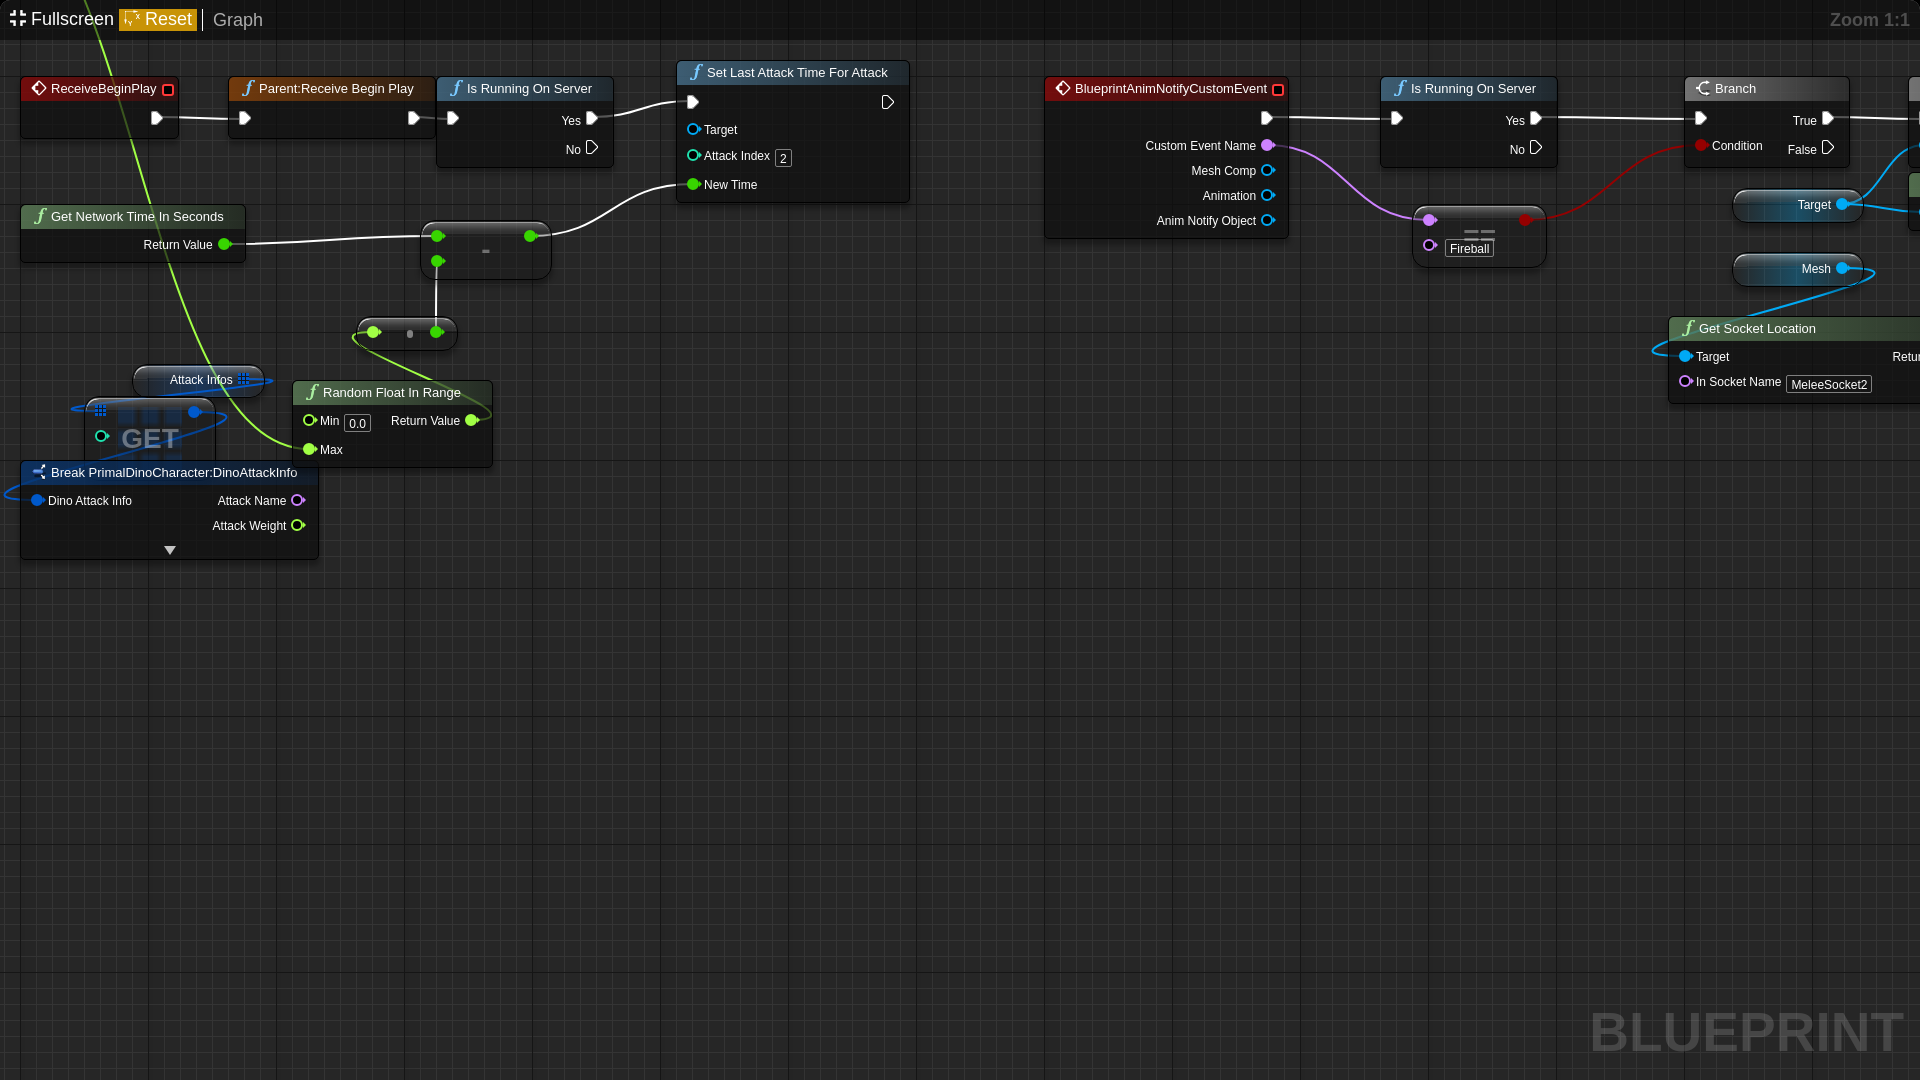 Fullscreen Reset Graph Zoom 1:1
ReceiveBeginPlay
Parent:Receive Begin Play
Is Running On Server
Yes
No
Set Last Attack Time For Attack
Target
Attack Index 2
New Time
Get Network Time In Seconds
Return Value
-
Attack Infos
GET
Random Float In Range
Min 0.0 Return Value
Max
Break PrimalDinoCharacter:DinoAttackInfo
Dino Attack Info Attack Name
Attack Weight
BlueprintAnimNotifyCustomEvent
Custom Event Name
Mesh Comp
Animation
Anim Notify Object
Is Running On Server
Yes
No
==
Fireball
Branch
True
Condition False
Target
Mesh
Get Socket Location
Target Retur
In Socket Name MeleeSocket2
BLUEPRINT